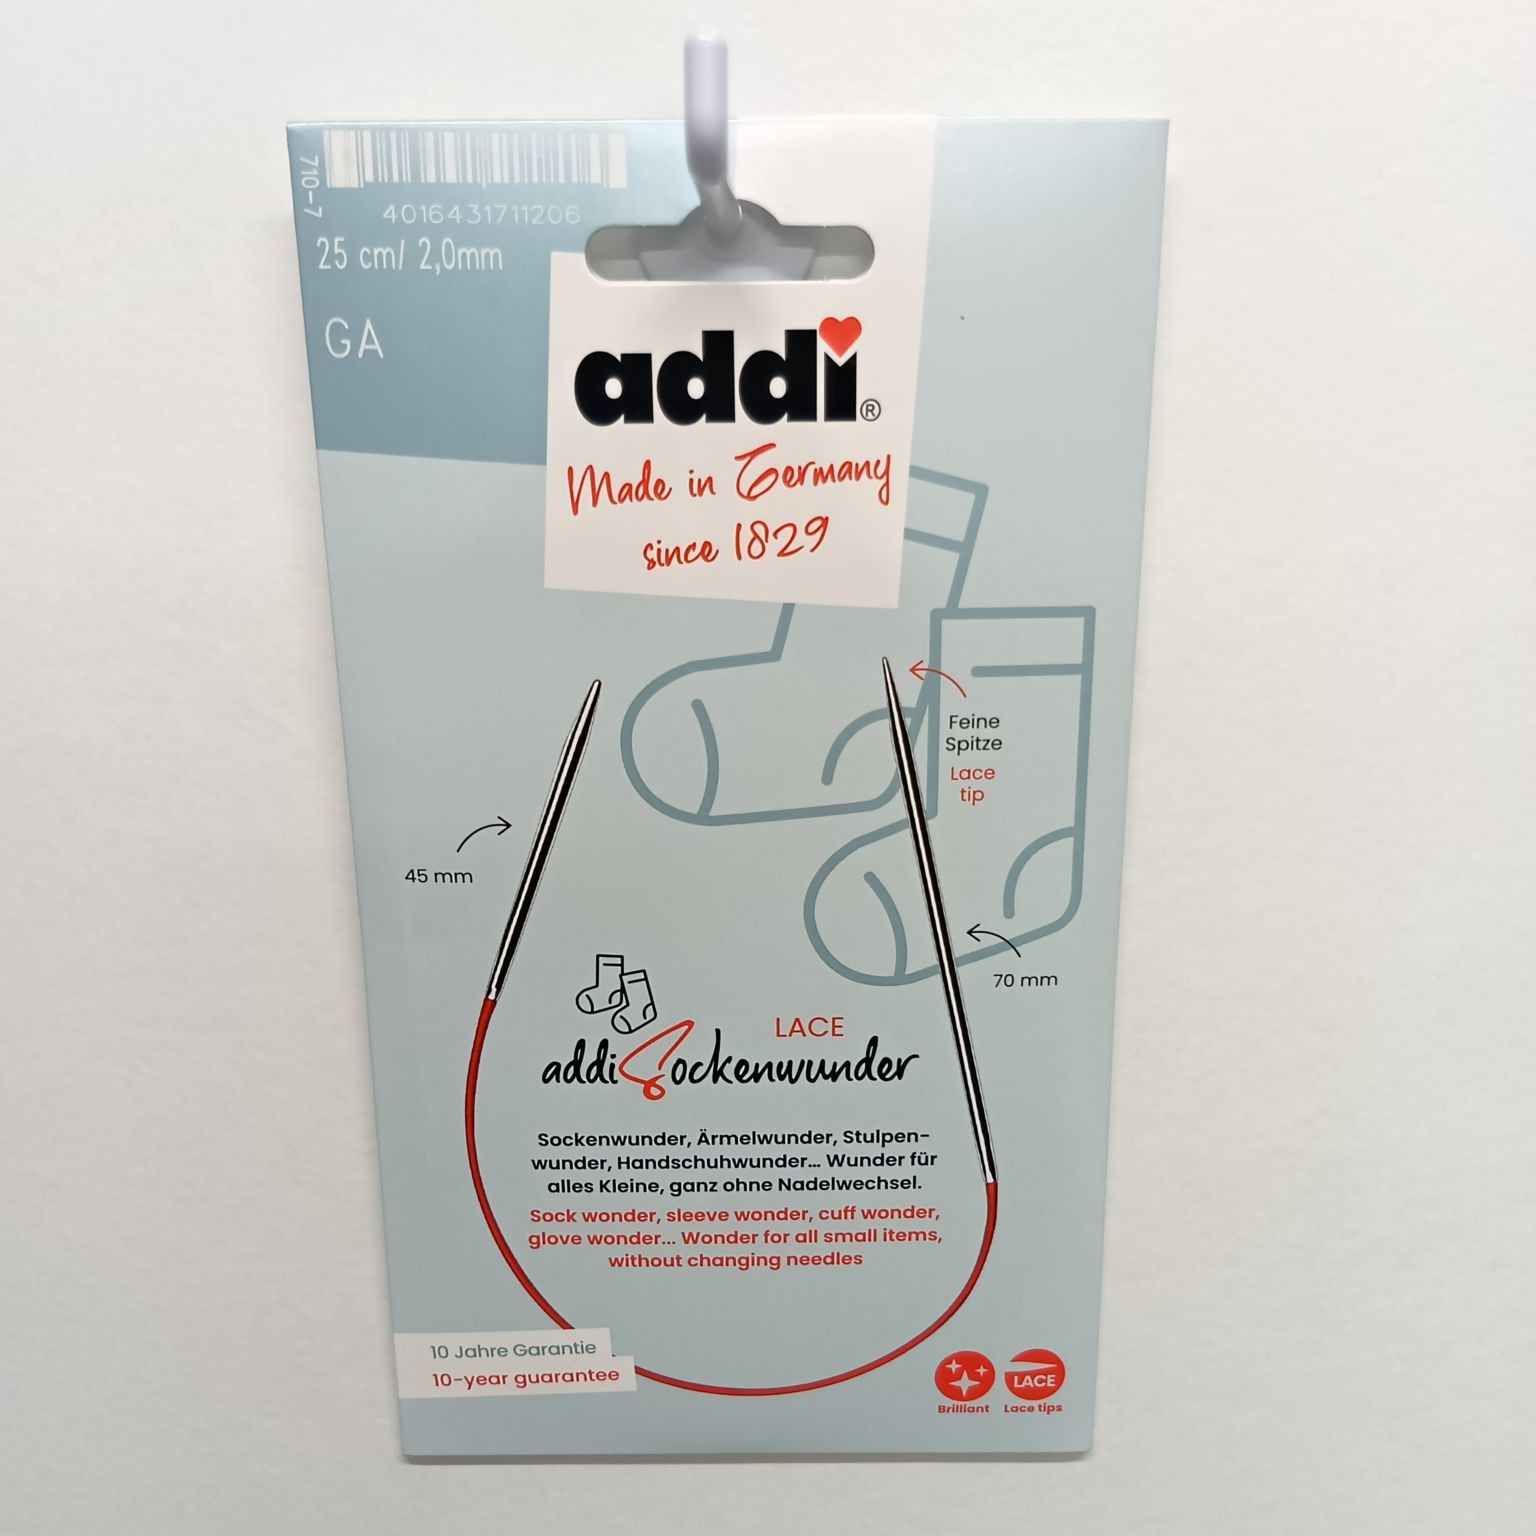 710-7
4016431711206
25 cm/ 2,0mm
GA
addi®
Made in Germany
since 1829
Feine
Spitze
Lace
tip
45 mm
70 mm
LACE
addiSockenwunder
Sockenwunder, Ärmelwunder, Stulpen-
wunder, Handschuhwunder... Wunder für
alles Kleine, ganz ohne Nadelwechsel.
Sock wonder, sleeve wonder, cuff wonder,
glove wonder... Wonder for all small items,
without changing needles
10 Jahre Garantie
10-year guarantee
LACE
Brilliant
Lace tips